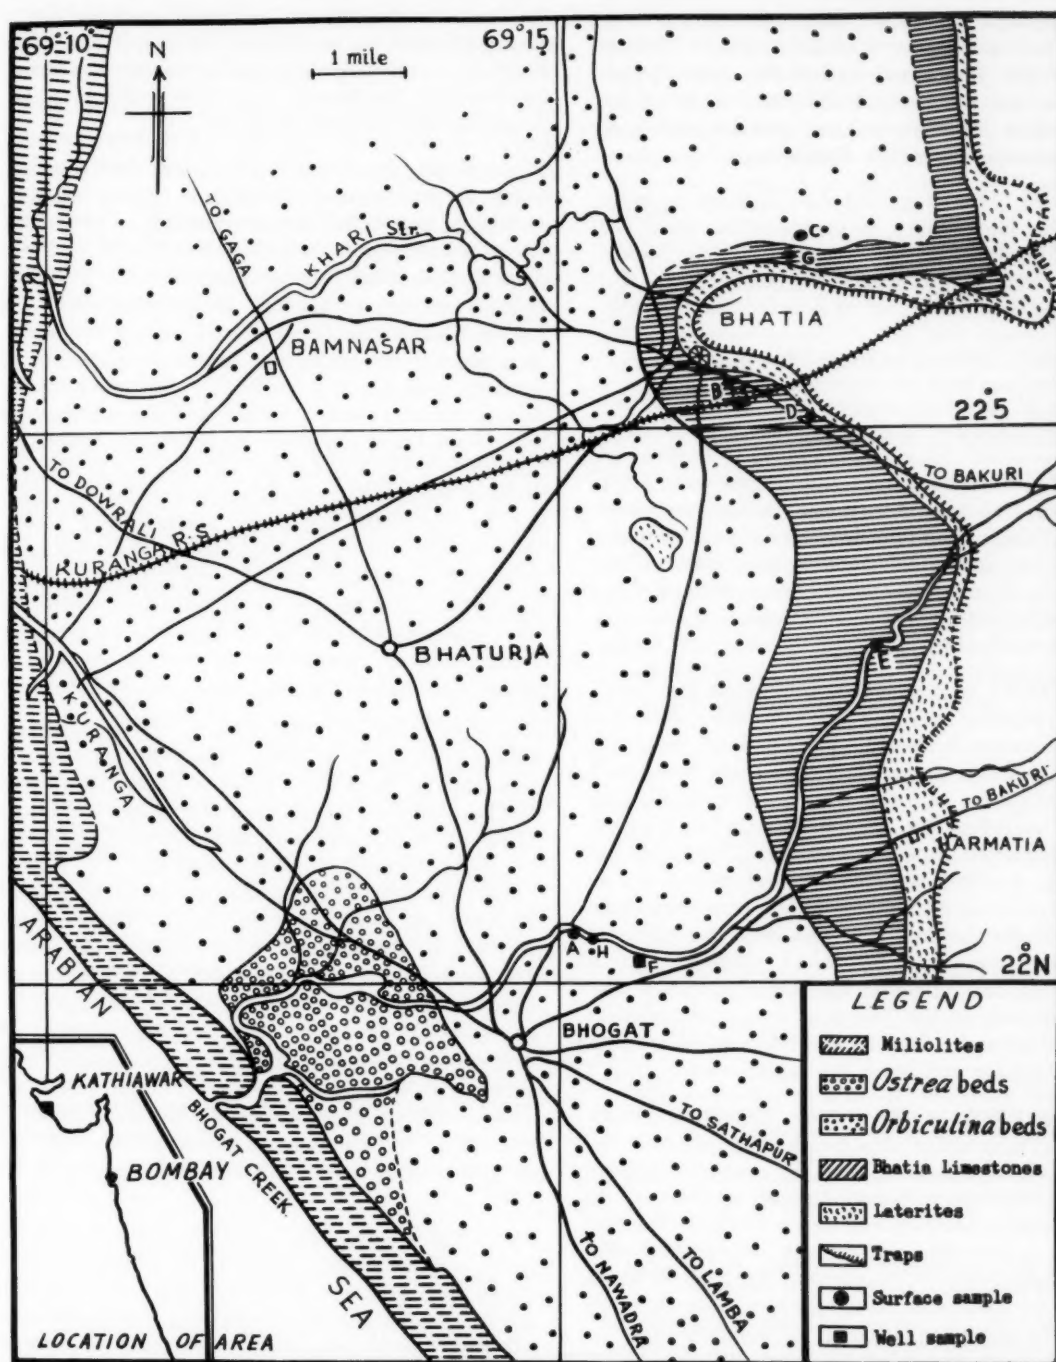 69°10°
69°15
N
1 mile
TO GAGA
KHARI Str.
C
G
BHATIA
BAMNASAR
B
D
22°5
TO BAKURI
TO DOWRALI
KURANGA R.S
BHATURJA
E
KURANGA
TO BAKURI
HARMATIA
A
H
F
22°N
ARABIAN
SEA
BHOGAT
BHOGAT CREEK
TO SATHAPUR
TO LAMBA
TO NAWADRA
KATHIAWAR
BOMBAY
LOCATION OF AREA
LEGEND
Miliolites
Ostrea beds
Orbiculina beds
Bhatia Limestones
Laterites
Traps
Surface sample
Well sample